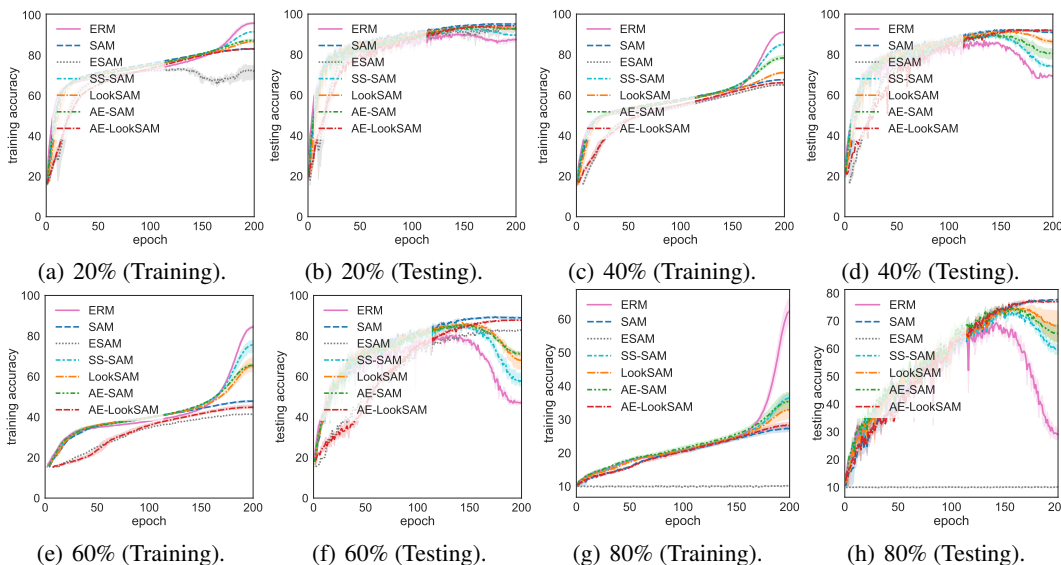 100
80
60
40
20
0
training accuracy
ERM
SAM
ESAM
SS-SAM
LookSAM
AE-SAM
AE-LookSAM
0 50 100 150 200
epoch
(a) 20% (Training).
100
80
60
40
20
0
testing accuracy
ERM
SAM
ESAM
SS-SAM
LookSAM
AE-SAM
AE-LookSAM
0 50 100 150 200
epoch
(b) 20% (Testing).
100
80
60
40
20
0
training accuracy
ERM
SAM
ESAM
SS-SAM
LookSAM
AE-SAM
AE-LookSAM
0 50 100 150 200
epoch
(c) 40% (Training).
100
80
60
40
20
0
testing accuracy
ERM
SAM
ESAM
SS-SAM
LookSAM
AE-SAM
AE-LookSAM
0 50 100 150 200
epoch
(d) 40% (Testing).
100
80
60
40
20
0
training accuracy
ERM
SAM
ESAM
SS-SAM
LookSAM
AE-SAM
AE-LookSAM
0 50 100 150 200
epoch
(e) 60% (Training).
100
80
60
40
20
0
testing accuracy
ERM
SAM
ESAM
SS-SAM
LookSAM
AE-SAM
AE-LookSAM
0 50 100 150 200
epoch
(f) 60% (Testing).
60
50
40
30
20
10
training accuracy
ERM
SAM
ESAM
SS-SAM
LookSAM
AE-SAM
AE-LookSAM
0 50 100 150 200
epoch
(g) 80% (Training).
80
70
60
50
40
30
20
10
testing accuracy
ERM
SAM
ESAM
SS-SAM
LookSAM
AE-SAM
AE-LookSAM
0 50 100 150 200
epoch
(h) 80% (Testing).